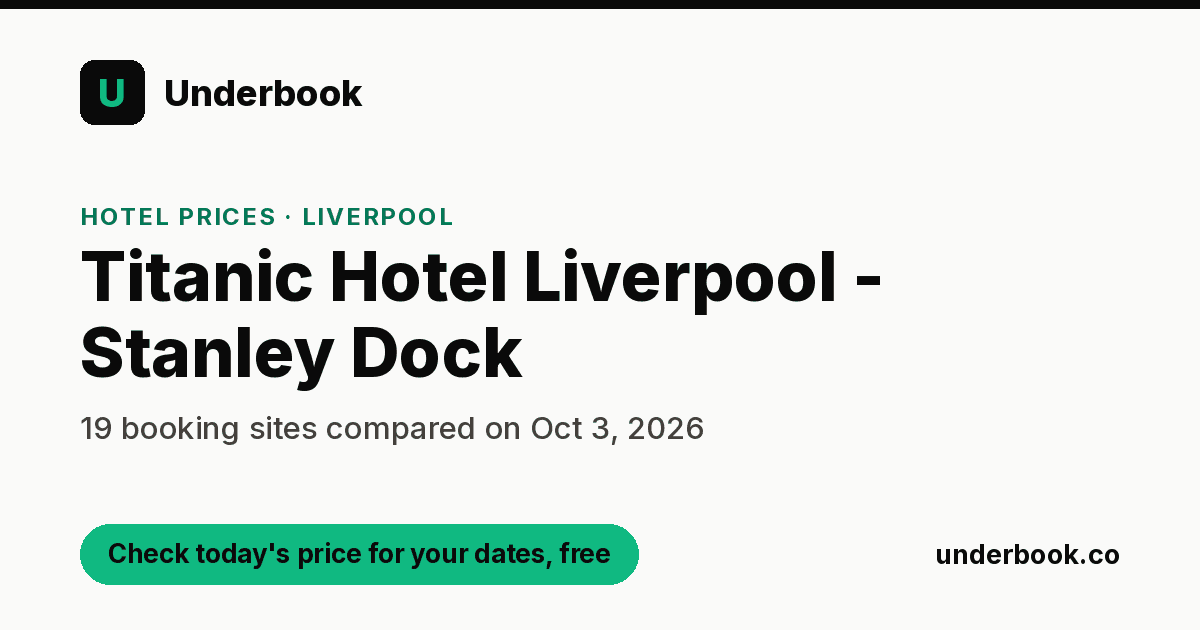 U Underbook
HOTEL PRICES · LIVERPOOL
Titanic Hotel Liverpool -
Stanley Dock
19 booking sites compared on Oct 3, 2026
Check today's price for your dates, free
underbook.co